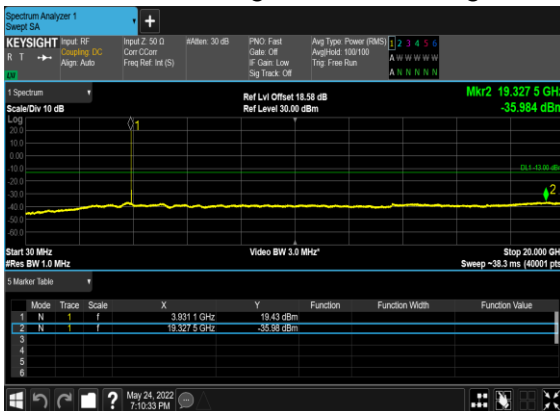 Spectrum Analyzer 1
Swept SA
KEYSIGHT
R T
LV
Input: RF
Coupling: DC
Align: Auto
Input Z: 50 Ω
Corr CCorr
Freq Ref: Int (S)
#Atten: 30 dB
PNO: Fast
Gate: Off
IF Gain: Low
Sig Track: Off
Avg Type: Power (RMS)
Avg|Hold: 100/100
Trig: Free Run
1 2 3 4 5 6
A W W W W W
A N N N N N
1 Spectrum
Scale/Div 10 dB
Ref Lvl Offset 18.58 dB
Ref Level 30.00 dBm
Mkr2 19.327 5 GHz
-35.984 dBm
Log
20.0
10.0
0.00
-10.0
-20.0
-30.0
-40.0
-50.0
-60.0
1
DL1 -13.00 dBm
2
Start 30 MHz
#Res BW 1.0 MHz
Video BW 3.0 MHz*
Stop 20.000 GH
Sweep ~38.3 ms (40001 pts
5 Marker Table
Mode Trace Scale X Y Function Function Width Function Value
1 N 1 f 3.931 1 GHz 19.43 dBm
2 N 1 f 19.327 5 GHz -35.98 dBm
3
4
5
6
?
May 24, 2022
7:10:33 PM